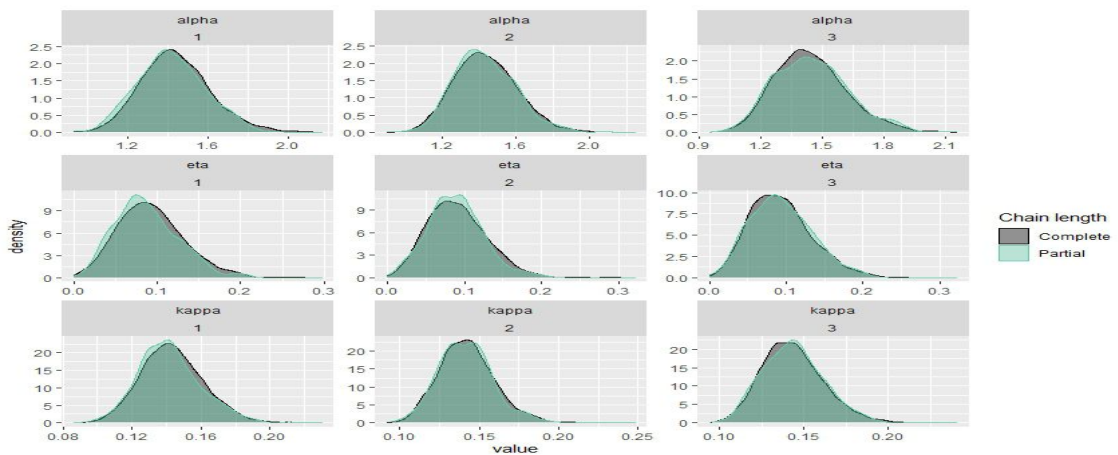 alpha
1
alpha
2
alpha
3
2.5
2.0
1.5
1.0
0.5
0.0
2.5
2.0
1.5
1.0
0.5
0.0
2.0
1.5
1.0
0.5
0.0
1.2 1.6 2.0
1.2 1.6 2.0
0.9 1.2 1.5 1.8 2.1
eta
1
eta
2
eta
3
9
6
3
0
9
6
3
0
10.0
7.5
5.0
2.5
0.0
0.0 0.1 0.2 0.3
0.0 0.1 0.2 0.3
0.0 0.1 0.2 0.3
kappa
1
kappa
2
kappa
3
20
15
10
5
0
20
15
10
5
0
20
15
10
5
0
0.08 0.12 0.16 0.20
0.10 0.15 0.20 0.25
0.10 0.15 0.20
density
value
Chain length
Complete
Partial